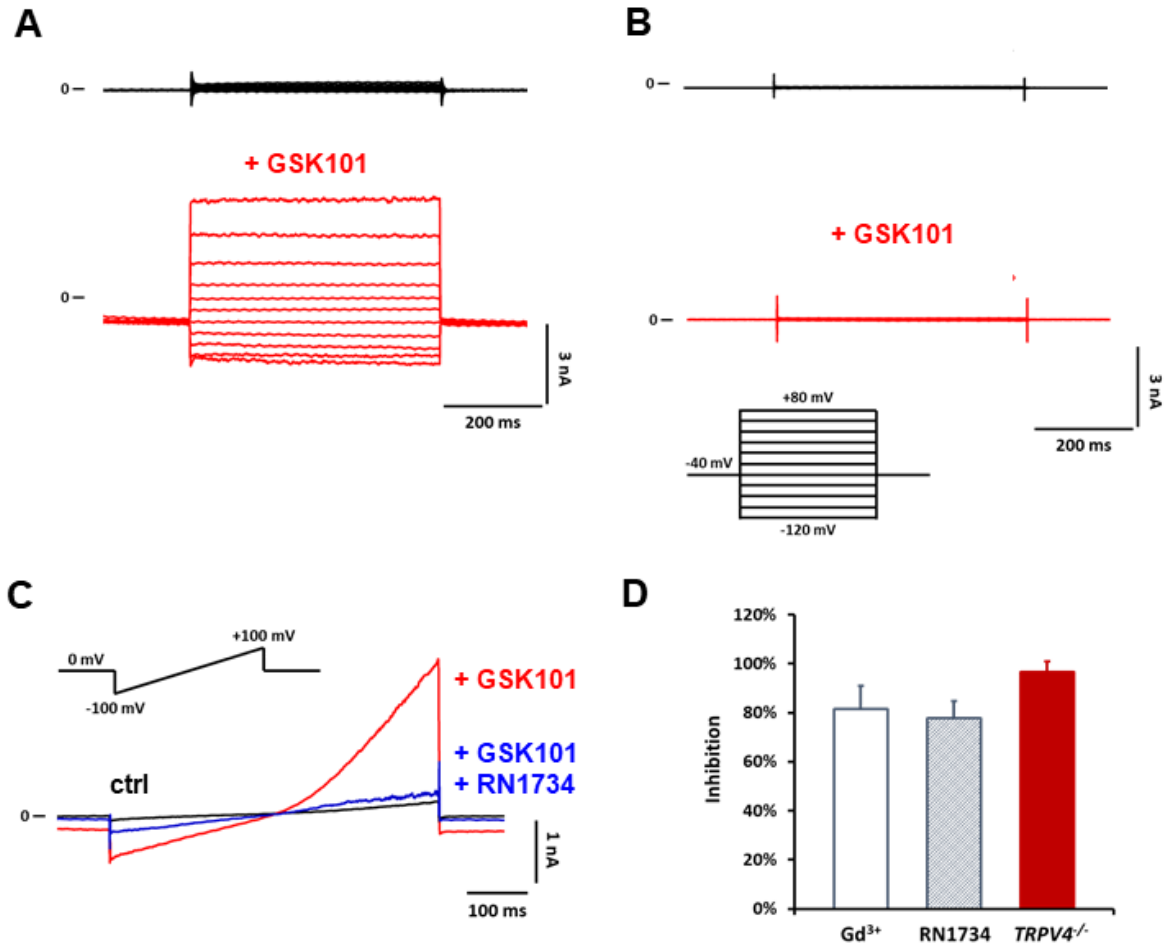 A
0
+ GSK101
0
3 nA
200 ms
B
0
+ GSK101
0
3 nA
200 ms
+80 mV
-40 mV
-120 mV
C
+100 mV
0 mV
-100 mV
+ GSK101
+ GSK101
+ RN1734
ctrl
0
1 nA
100 ms
D
120%
100%
80%
60%
40%
20%
0%
Inhibition
Gd³⁺
RN1734
TRPV4⁻/⁻